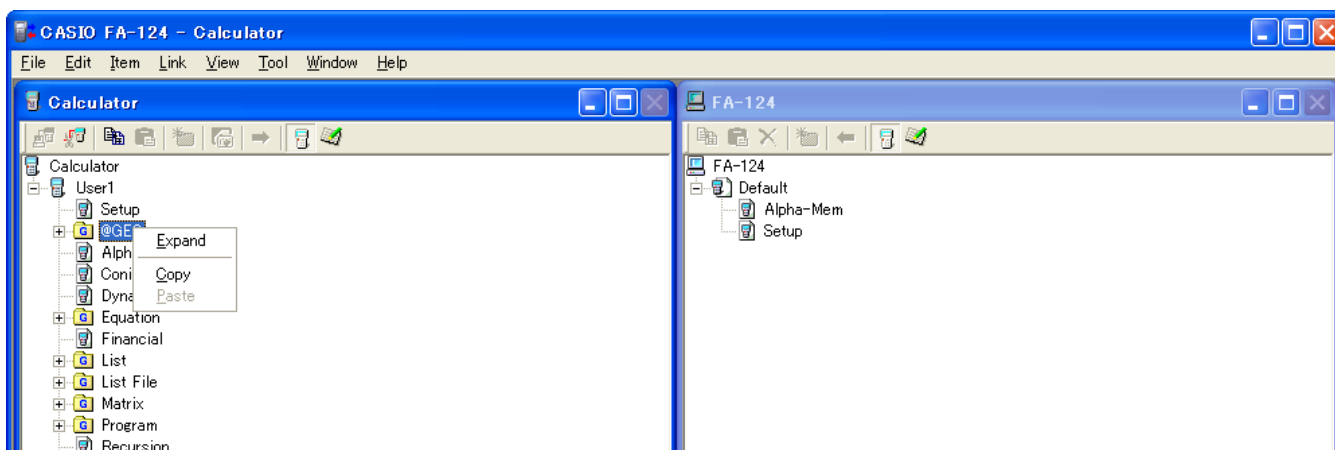 CASIO FA-124 - Calculator
File Edit Item Link View Tool Window Help
Calculator
Calculator
User1
Setup
@GE
Expand
Alph
Coni
Copy
Dyna
Paste
Equation
Financial
List
List File
Matrix
Program
Recursion
FA-124
FA-124
Default
Alpha-Mem
Setup